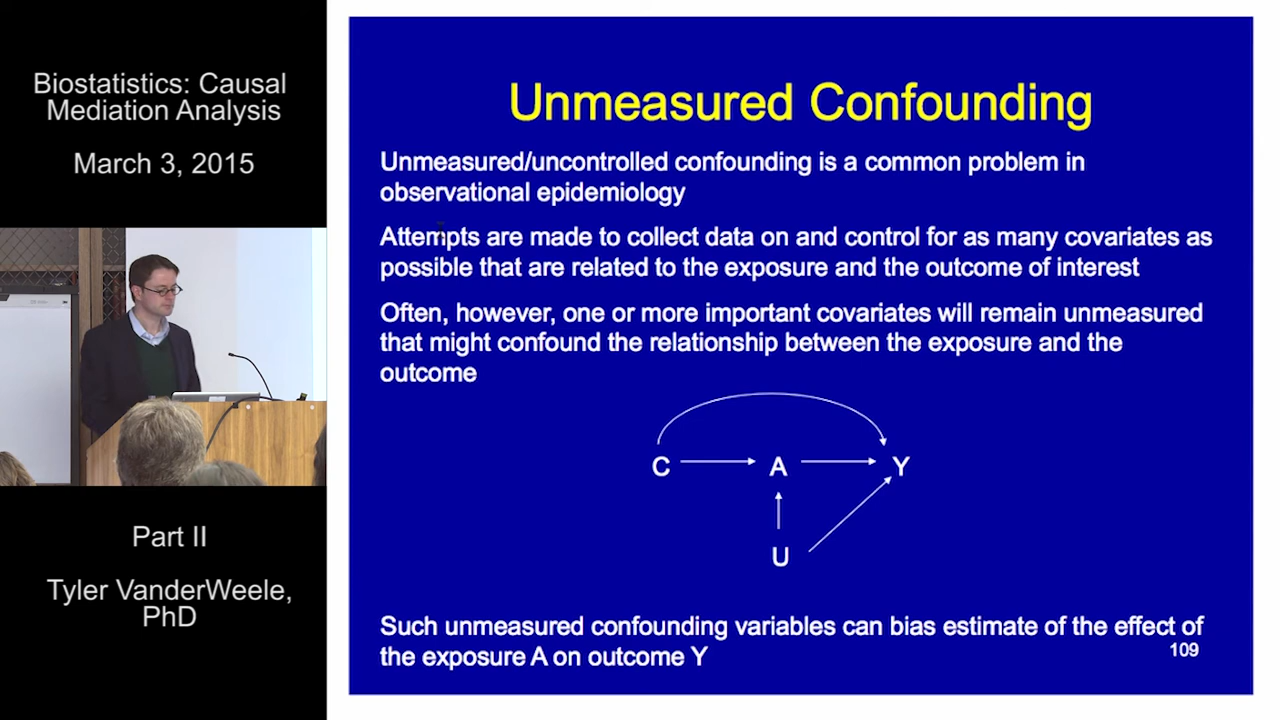 Biostatistics: Causal
Mediation Analysis
March 3, 2015
Part II
Tyler VanderWeele,
PhD
Unmeasured Confounding
Unmeasured/uncontrolled confounding is a common problem in
observational epidemiology
Attempts are made to collect data on and control for as many covariates as
possible that are related to the exposure and the outcome of interest
Often, however, one or more important covariates will remain unmeasured
that might confound the relationship between the exposure and the
outcome
C A Y
U
Such unmeasured confounding variables can bias estimate of the effect of
the exposure A on outcome Y
109